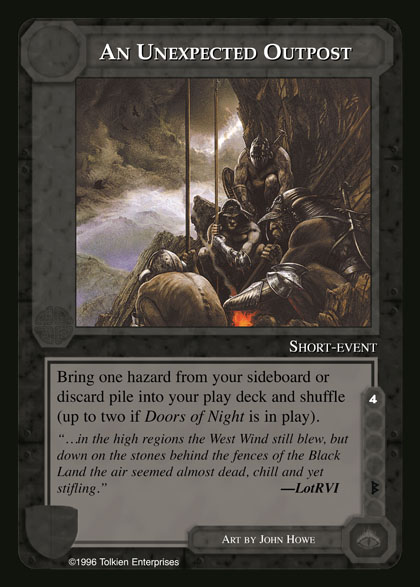 An Unexpected Outpost
Short-event
Bring one hazard from your sideboard or
discard pile into your play deck and shuffle
(up to two if Doors of Night is in play).
“…in the high regions the West Wind still blew, but
down on the stones behind the fences of the Black
Land the air seemed almost dead, chill and yet
stifling.” —LotRVI
4
Art by John Howe
©1996 Tolkien Enterprises